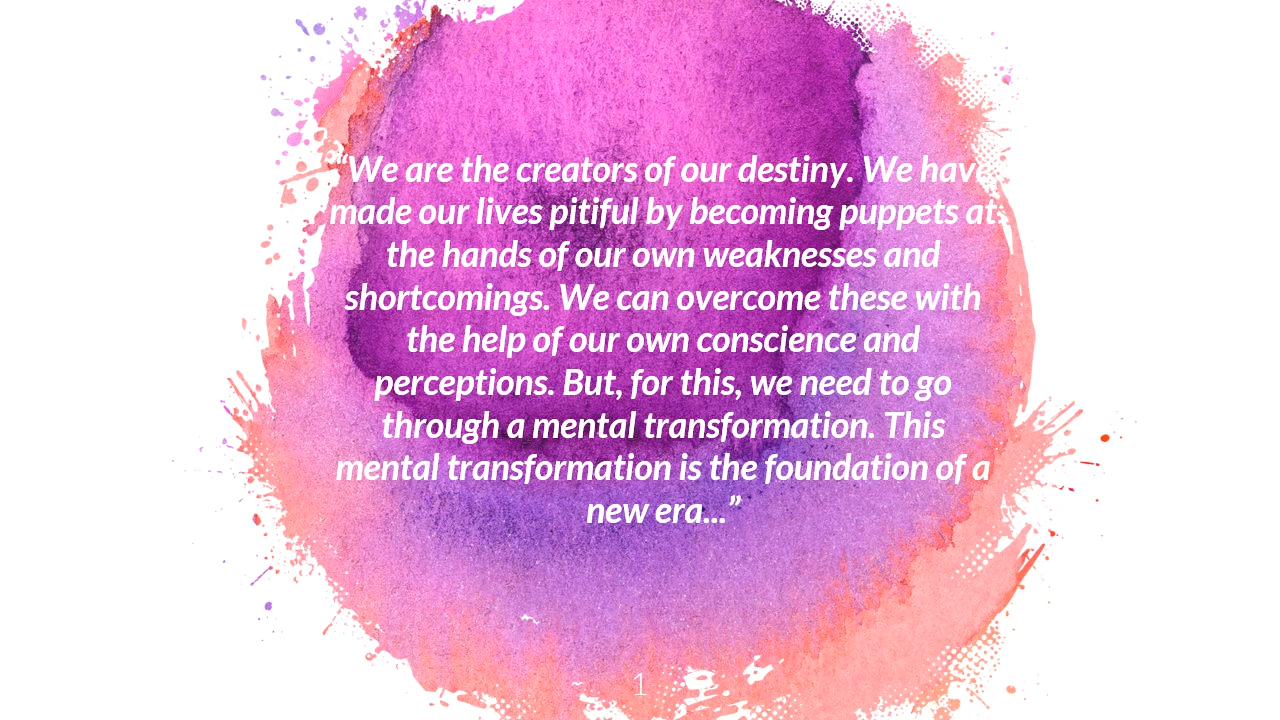 “We are the creators of our destiny. We have
made our lives pitiful by becoming puppets at
the hands of our own weaknesses and
shortcomings. We can overcome these with
the help of our own conscience and
perceptions. But, for this, we need to go
through a mental transformation. This
mental transformation is the foundation of a
new era...”
1